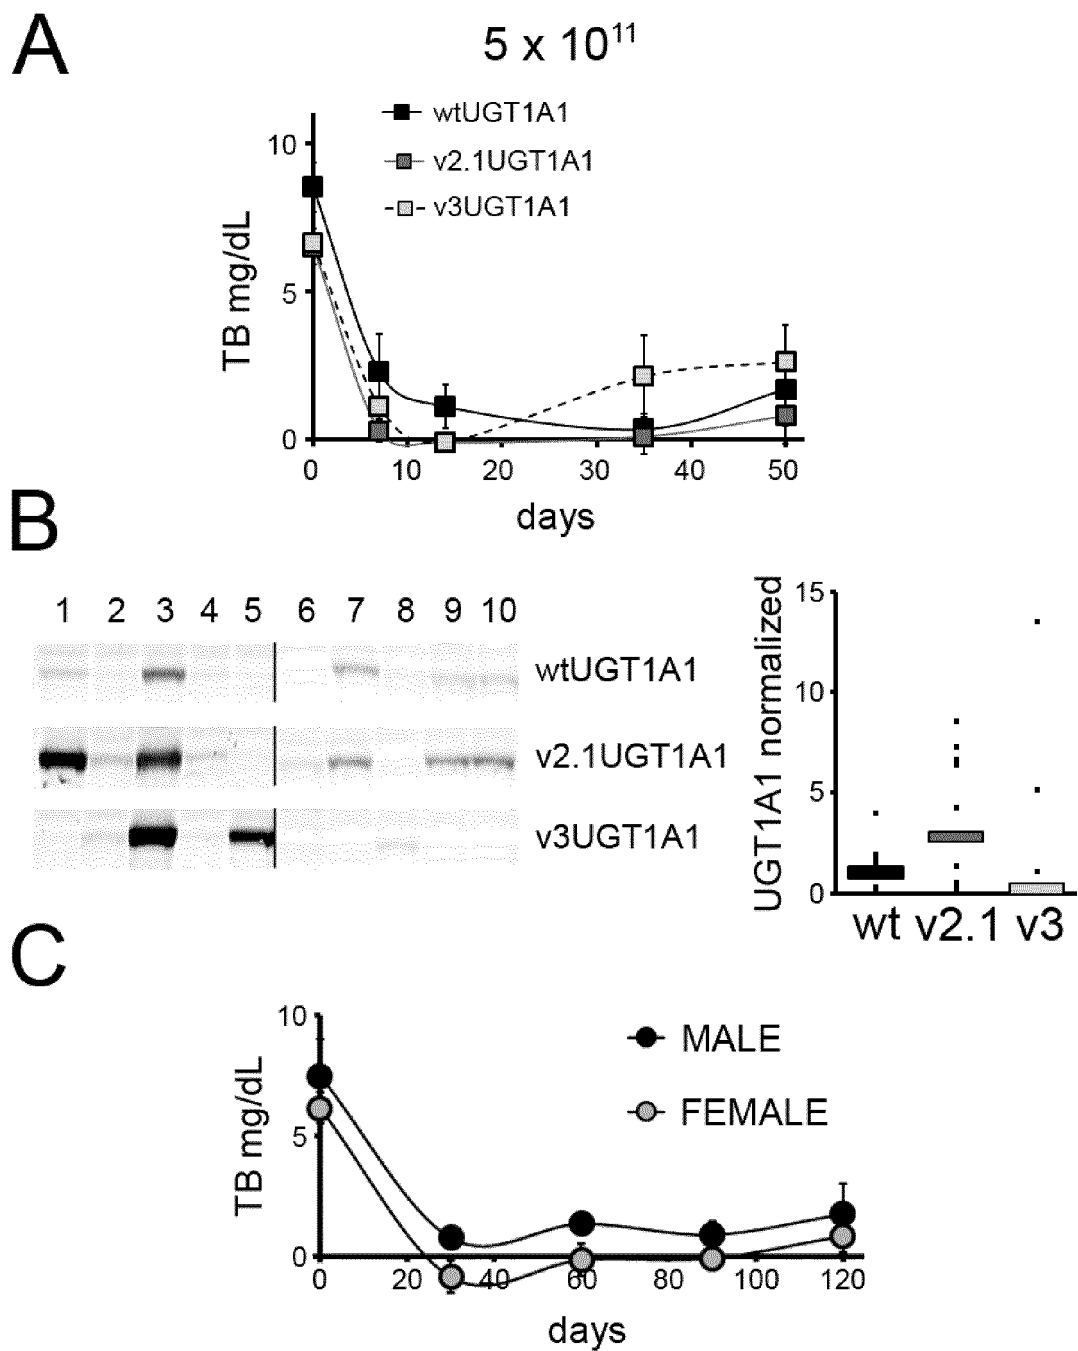 A
5 x 10¹¹
wtUGT1A1
v2.1UGT1A1
v3UGT1A1
10
5
0
TB mg/dL
0 10 20 30 40 50
days
B
1 2 3 4 5 6 7 8 9 10
wtUGT1A1
v2.1UGT1A1
v3UGT1A1
UGT1A1 normalized
15
10
5
0
wt v2.1 v3
C
10
5
0
TB mg/dL
MALE
FEMALE
0 20 40 60 80 100 120
days